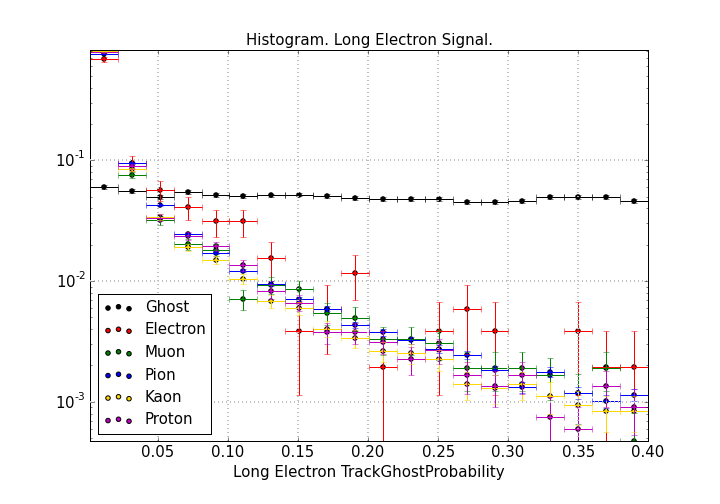 Histogram. Long Electron Signal.
10^-1
10^-2
10^-3
Ghost
Electron
Muon
Pion
Kaon
Proton
0.05 0.10 0.15 0.20 0.25 0.30 0.35 0.40
Long Electron TrackGhostProbability